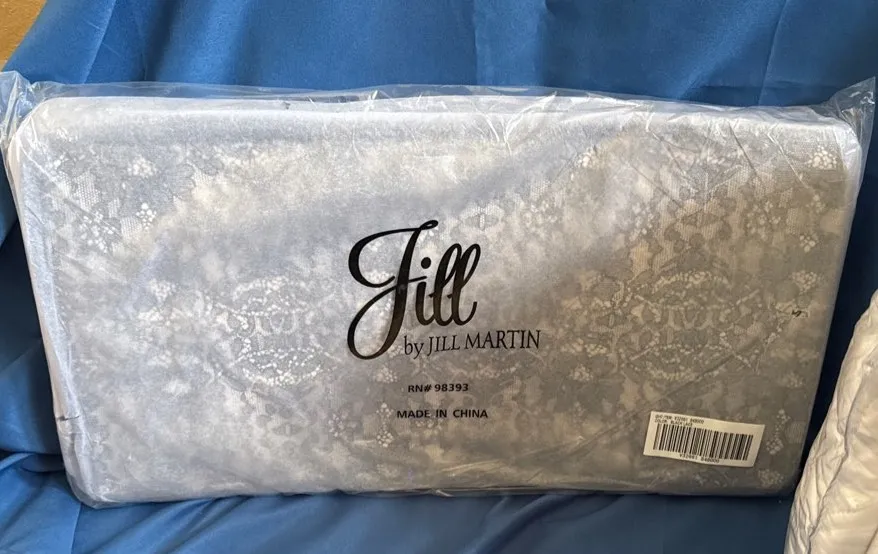 Jill
by JILL MARTIN
RN# 98393
MADE IN CHINA